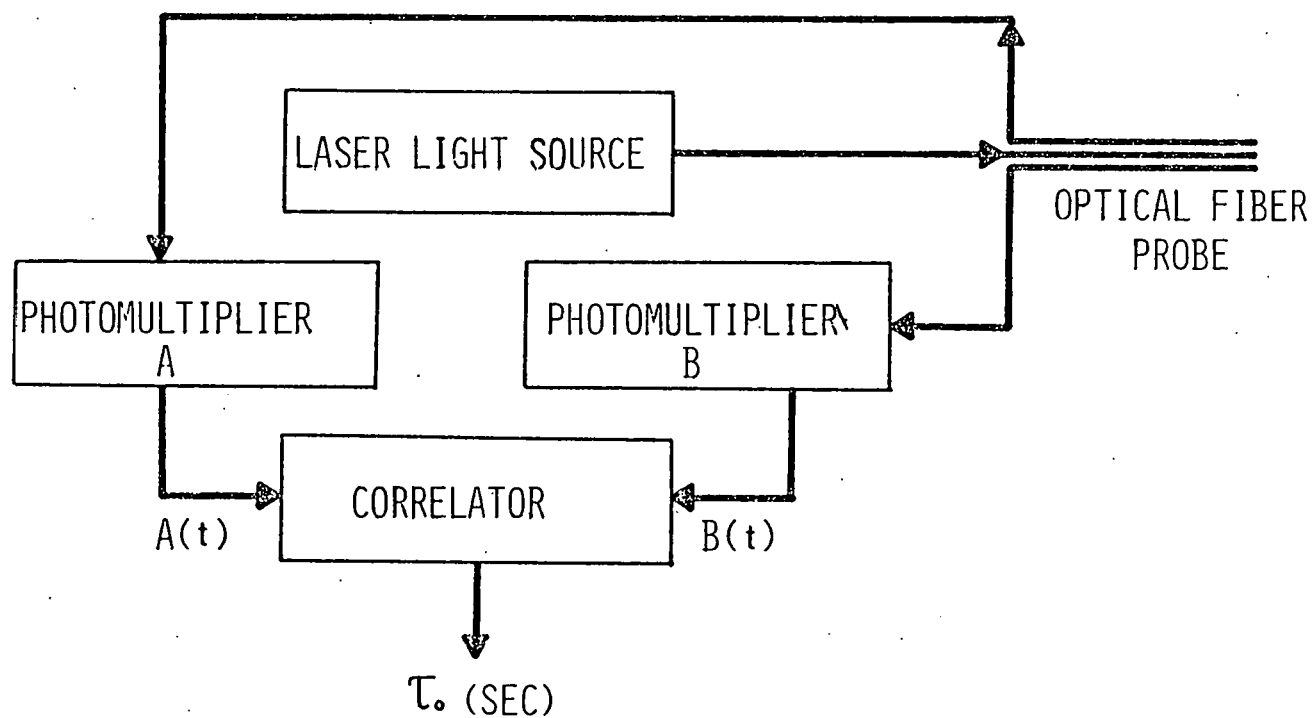 LASER LIGHT SOURCE
OPTICAL FIBER
PROBE
PHOTOMULTIPLIER
A
PHOTOMULTIPLIER
B
CORRELATOR
A(t)
B(t)
τ₀ (SEC)